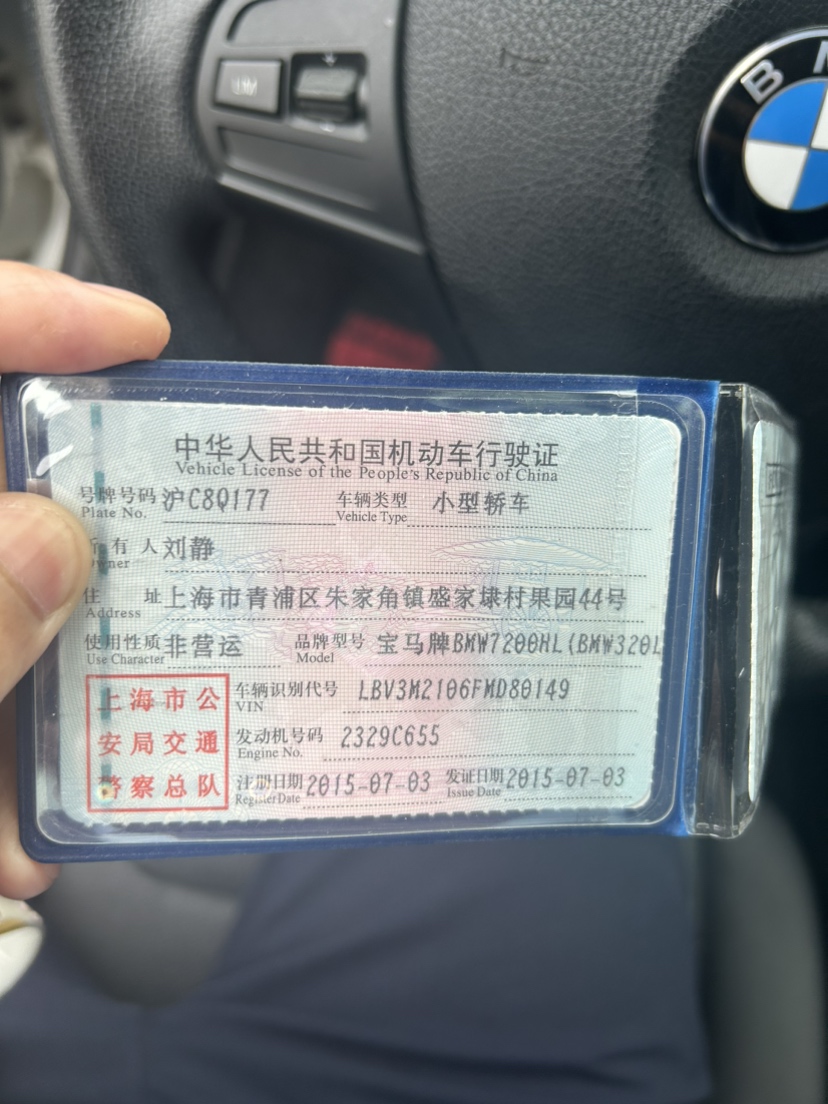 B M
中华人民共和国机动车行驶证
Vehicle License of the People's Republic of China
号牌号码 沪C8Q177 车辆类型 小型轿车
Plate No. Vehicle Type
所有人 刘静
Owner
住 址 上海市青浦区朱家角镇盛家埭村果园44号
Address
使用性质 非营运 品牌型号 宝马牌BMW7200HL(BMW320L
Use Character Model
上海市公 车辆识别代号 LBV3M2106FMD80149
VIN
安局交通 发动机号码 2329C655
Engine No.
警察总队 注册日期 2015-07-03 发证日期 2015-07-03
Register Date Issue Date